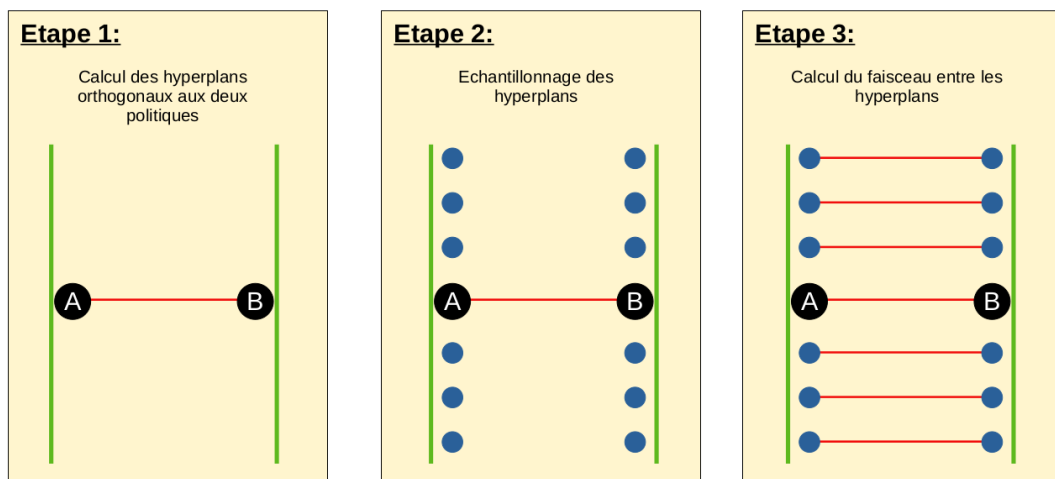 Etape 1:
Calcul des hyperplans
orthogonaux aux deux
politiques
A
B
Etape 2:
Echantillonnage des
hyperplans
A
B
Etape 3:
Calcul du faisceau entre les
hyperplans
A
B